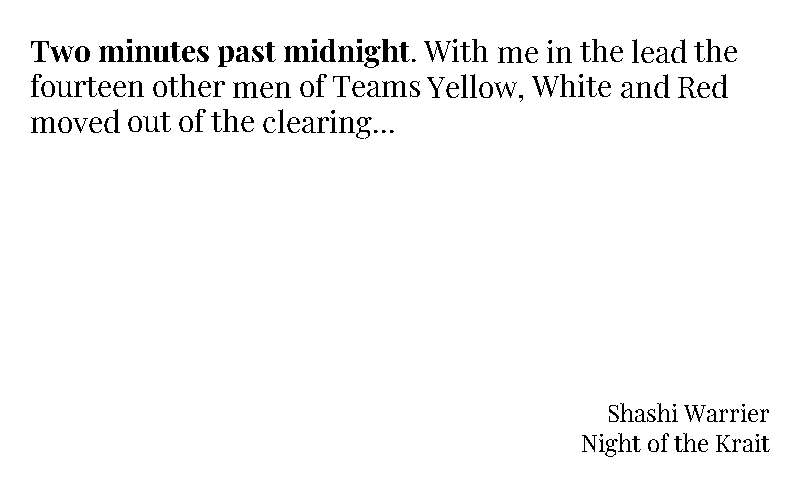 Two minutes past midnight. With me in the lead the
fourteen other men of Teams Yellow, White and Red
moved out of the clearing...
Shashi Warrier
Night of the Krait